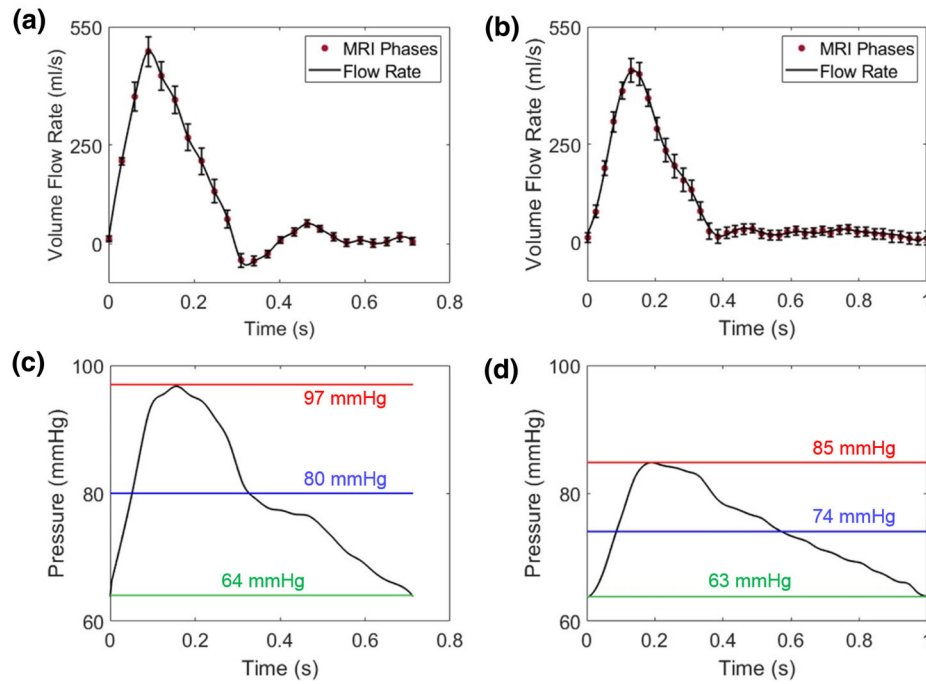 (a)
550
250
0
Volume Flow Rate (ml/s)
MRI Phases
Flow Rate
0 0.2 0.4 0.6 0.8
Time (s)
(b)
550
250
0
Volume Flow Rate (ml/s)
MRI Phases
Flow Rate
0 0.2 0.4 0.6 0.8 1
Time (s)
(c)
100
80
60
Pressure (mmHg)
97 mmHg
80 mmHg
64 mmHg
0 0.2 0.4 0.6 0.8
Time (s)
(d)
100
80
60
Pressure (mmHg)
85 mmHg
74 mmHg
63 mmHg
0 0.2 0.4 0.6 0.8 1
Time (s)